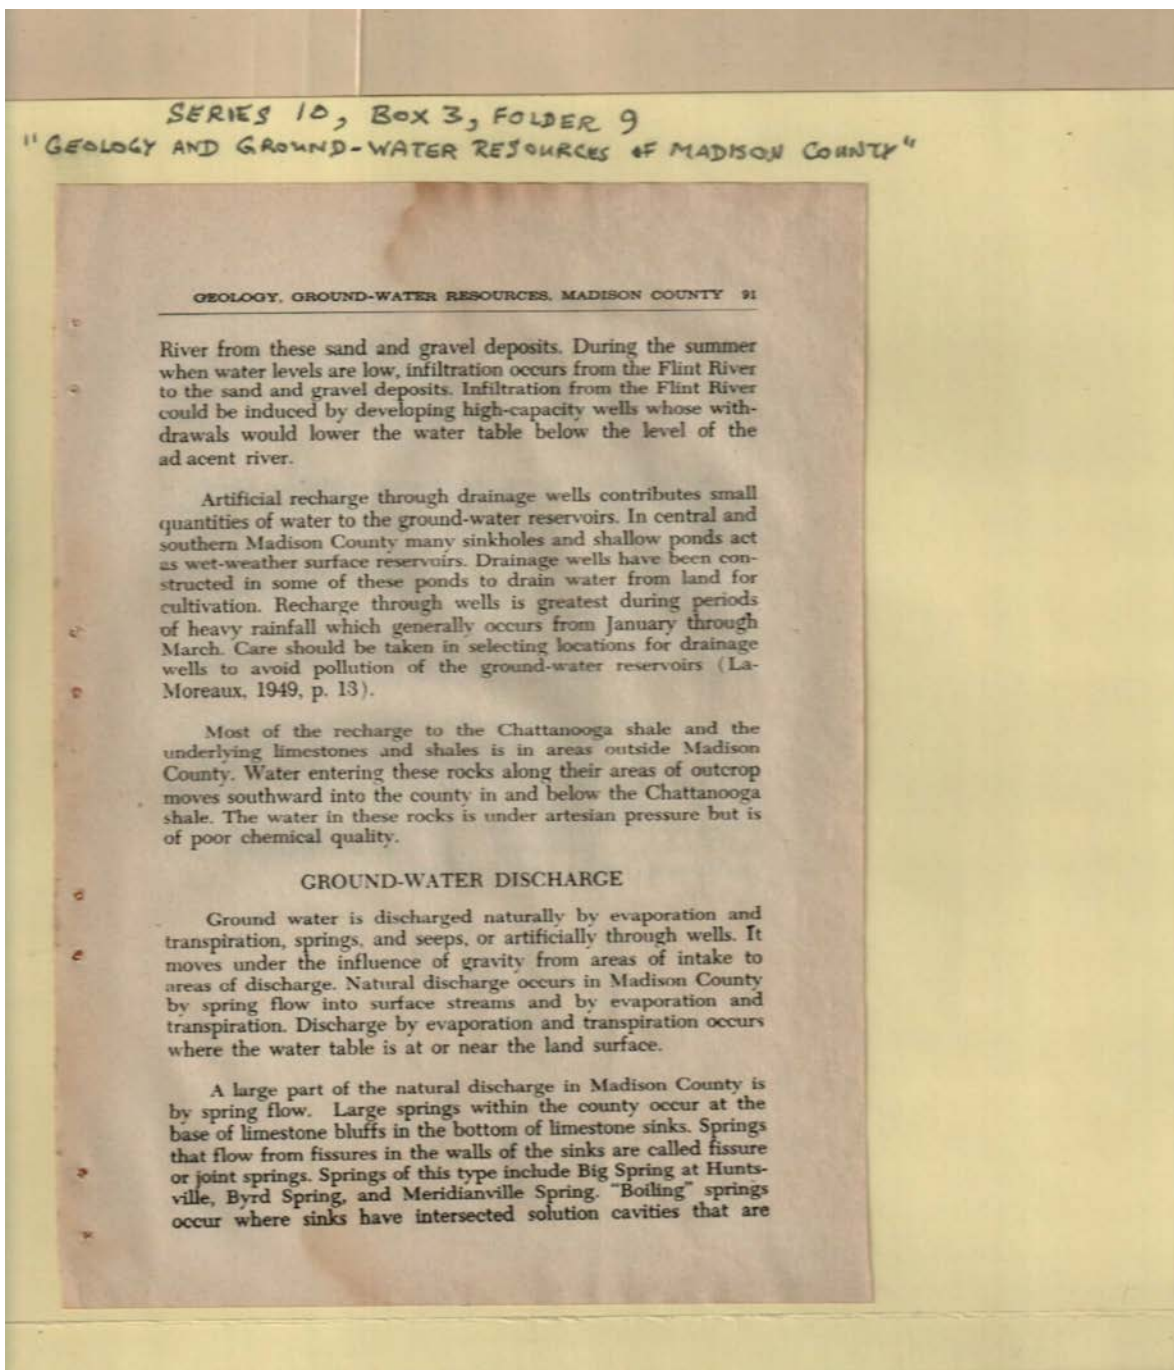 SERIES 10, BOX 3, FOLDER 9
"GEOLOGY AND GROUND-WATER RESOURCES OF MADISON COUNTY"
GEOLOGY, GROUND-WATER RESOURCES, MADISON COUNTY 91
River from these sand and gravel deposits. During the summer
when water levels are low, infiltration occurs from the Flint River
to the sand and gravel deposits. Infiltration from the Flint River
could be induced by developing high-capacity wells whose with-
drawals would lower the water table below the level of the
ad acent river.
Artificial recharge through drainage wells contributes small
quantities of water to the ground-water reservoirs. In central and
southern Madison County many sinkholes and shallow ponds act
as wet-weather surface reservoirs. Drainage wells have been con-
structed in some of these ponds to drain water from land for
cultivation. Recharge through wells is greatest during periods
of heavy rainfall which generally occurs from January through
March. Care should be taken in selecting locations for drainage
wells to avoid pollution of the ground-water reservoirs (La-
Moreaux, 1949, p. 13).
Most of the recharge to the Chattanooga shale and the
underlying limestones and shales is in areas outside Madison
County. Water entering these rocks along their areas of outcrop
moves southward into the county in and below the Chattanooga
shale. The water in these rocks is under artesian pressure but is
of poor chemical quality.
GROUND-WATER DISCHARGE
Ground water is discharged naturally by evaporation and
transpiration, springs, and seeps, or artificially through wells. It
moves under the influence of gravity from areas of intake to
areas of discharge. Natural discharge occurs in Madison County
by spring flow into surface streams and by evaporation and
transpiration. Discharge by evaporation and transpiration occurs
where the water table is at or near the land surface.
A large part of the natural discharge in Madison County is
by spring flow. Large springs within the county occur at the
base of limestone bluffs in the bottom of limestone sinks. Springs
that flow from fissures in the walls of the sinks are called fissure
or joint springs. Springs of this type include Big Spring at Hunts-
ville, Byrd Spring, and Meridianville Spring. "Boiling" springs
occur where sinks have intersected solution cavities that are